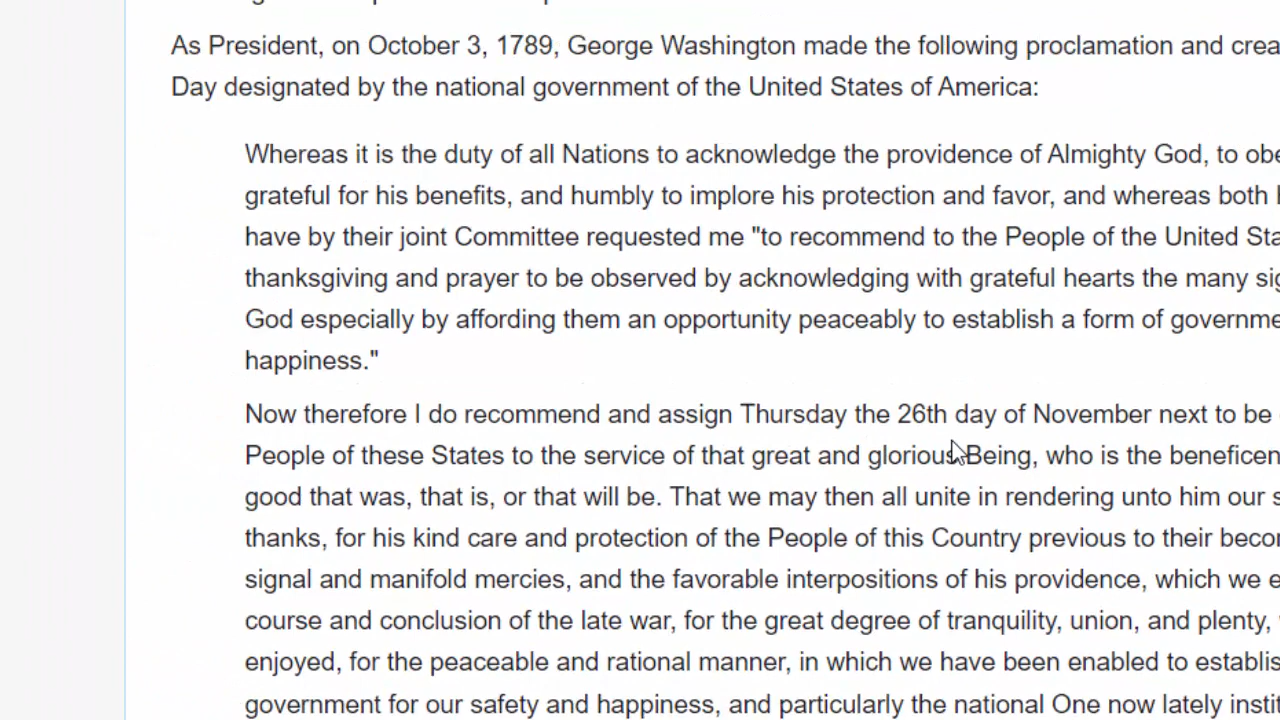 As President, on October 3, 1789, George Washington made the following proclamation and crea
Day designated by the national government of the United States of America:
Whereas it is the duty of all Nations to acknowledge the providence of Almighty God, to obe
grateful for his benefits, and humbly to implore his protection and favor, and whereas both
have by their joint Committee requested me "to recommend to the People of the United Sta
thanksgiving and prayer to be observed by acknowledging with grateful hearts the many sig
God especially by affording them an opportunity peaceably to establish a form of governme
happiness."
Now therefore I do recommend and assign Thursday the 26th day of November next to be
People of these States to the service of that great and glorious Being, who is the beneficen
good that was, that is, or that will be. That we may then all unite in rendering unto him our s
thanks, for his kind care and protection of the People of this Country previous to their becor
signal and manifold mercies, and the favorable interpositions of his providence, which we e
course and conclusion of the late war, for the great degree of tranquility, union, and plenty,
enjoyed, for the peaceable and rational manner, in which we have been enabled to establis
government for our safety and happiness, and particularly the national One now lately instit